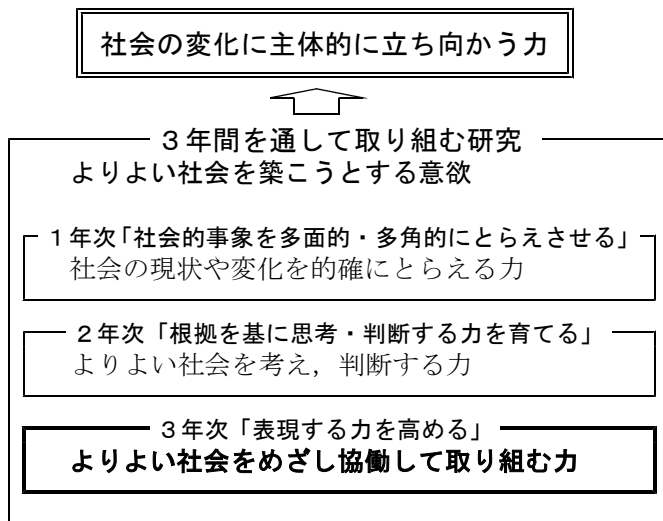 社会の変化に主体的に立ち向かう力
３年間を通して取り組む研究
よりよい社会を築こうとする意欲
１年次「社会的事象を多面的・多角的にとらえさせる」
社会の現状や変化を的確にとらえる力
２年次「根拠を基に思考・判断する力を育てる」
よりよい社会を考え，判断する力
３年次「表現する力を高める」
よりよい社会をめざし協働して取り組む力